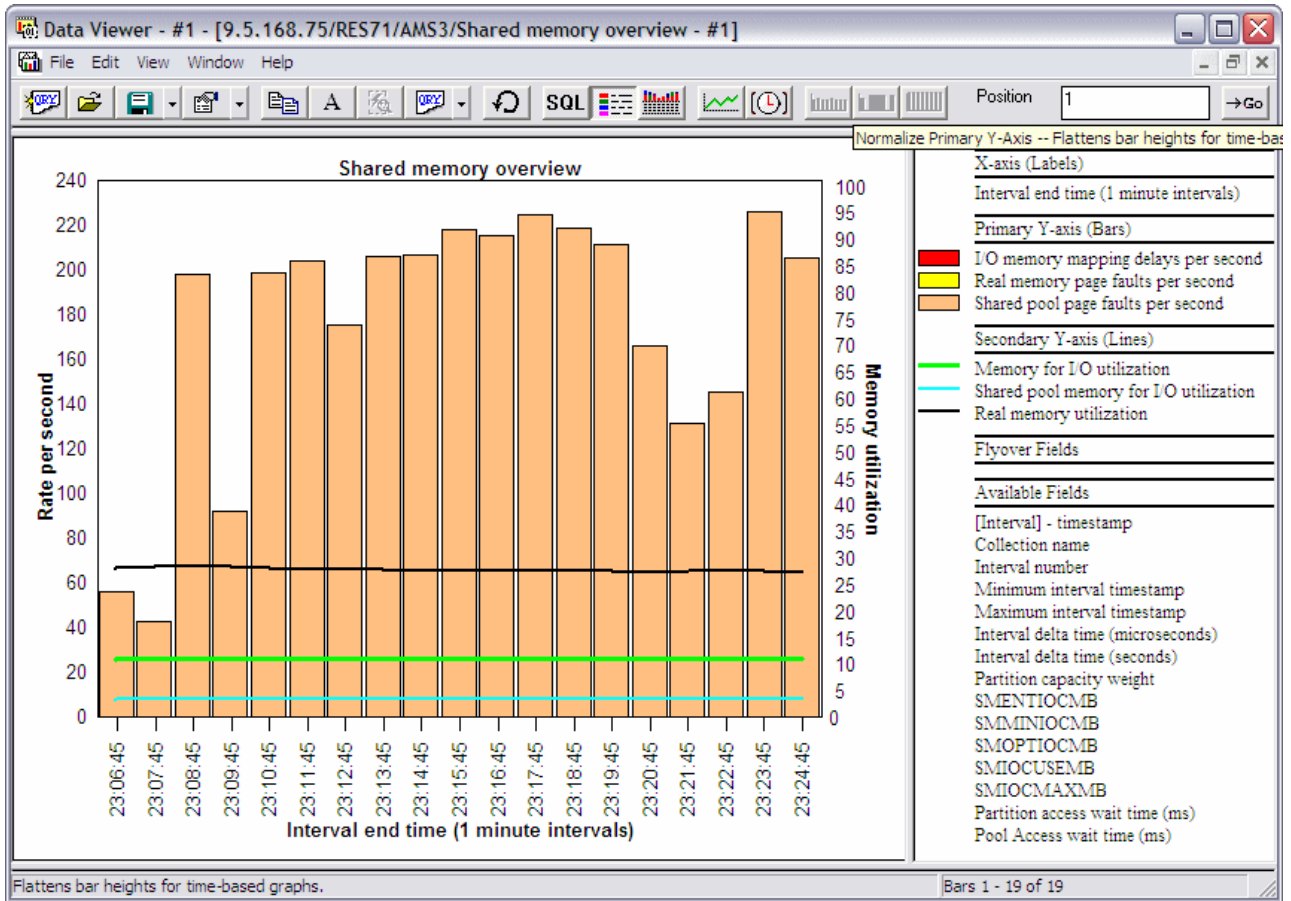 Data Viewer - #1 - [9.5.168.75/RES71/AMS3/Shared memory overview - #1]
File Edit View Window Help
QRY A QRY SQL Position 1 →Go
Normalize Primary Y-Axis -- Flattens bar heights for time-bas
Shared memory overview
240
220
200
180
160
140
120
100
80
60
40
20
0
Rate per second
100
95
90
85
80
75
70
65
60
55
50
45
40
35
30
25
20
15
10
5
0
Memory utilization
23:06:45
23:07:45
23:08:45
23:09:45
23:10:45
23:11:45
23:12:45
23:13:45
23:14:45
23:15:45
23:16:45
23:17:45
23:18:45
23:19:45
23:20:45
23:21:45
23:22:45
23:23:45
23:24:45
Interval end time (1 minute intervals)
X-axis (Labels)
Interval end time (1 minute intervals)
Primary Y-axis (Bars)
I/O memory mapping delays per second
Real memory page faults per second
Shared pool page faults per second
Secondary Y-axis (Lines)
Memory for I/O utilization
Shared pool memory for I/O utilization
Real memory utilization
Flyover Fields
Available Fields
[Interval] - timestamp
Collection name
Interval number
Minimum interval timestamp
Maximum interval timestamp
Interval delta time (microseconds)
Interval delta time (seconds)
Partition capacity weight
SMENTIOCMB
SMMINIOCMB
SMOPTIOCMB
SMIOCUSEMB
SMIOCMAXMB
Partition access wait time (ms)
Pool Access wait time (ms)
Flattens bar heights for time-based graphs.
Bars 1 - 19 of 19